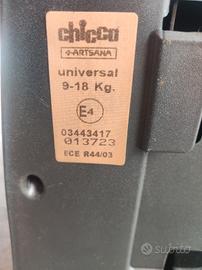 chicco
+ARTSANA
universal
9-18 Kg.
E4
03443417
013723
ECE R44/03
subito